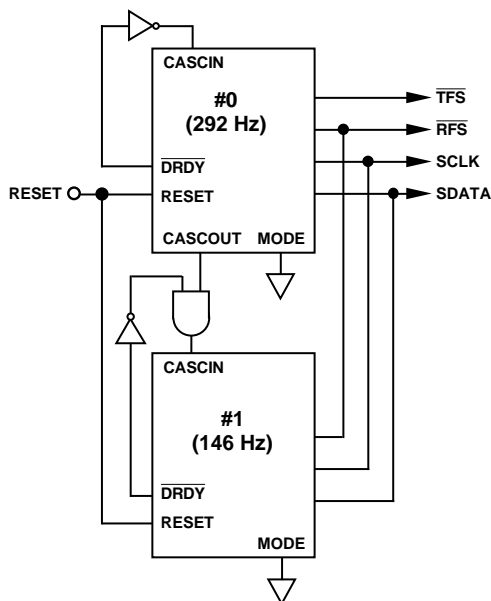 CASCIN
#0
(292 Hz)
TFS
RFS
SCLK
DRDY
RESET
RESET
SDATA
CASCOUT
MODE
CASCIN
#1
(146 Hz)
DRDY
RESET
MODE